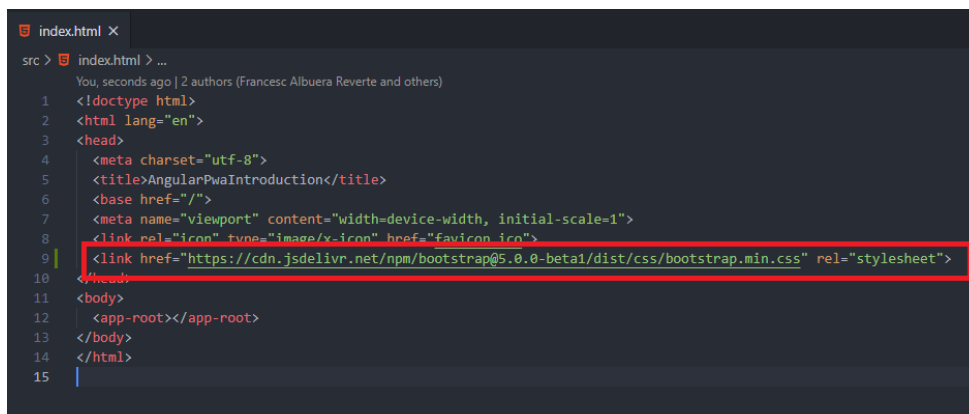 index.html ×
src > index.html > ...
You, seconds ago | 2 authors (Francesc Albuera Reverte and others)
1 <!doctype html>
2 <html lang="en">
3 <head>
4 <meta charset="utf-8">
5 <title>AngularPwaIntroduction</title>
6 <base href="/">
7 <meta name="viewport" content="width=device-width, initial-scale=1">
8 <link rel="icon" type="image/x-icon" href="favicon.ico">
9 <link href="https://cdn.jsdelivr.net/npm/bootstrap@5.0.0-beta1/dist/css/bootstrap.min.css" rel="stylesheet">
10 </head>
11 <body>
12 <app-root></app-root>
13 </body>
14 </html>
15